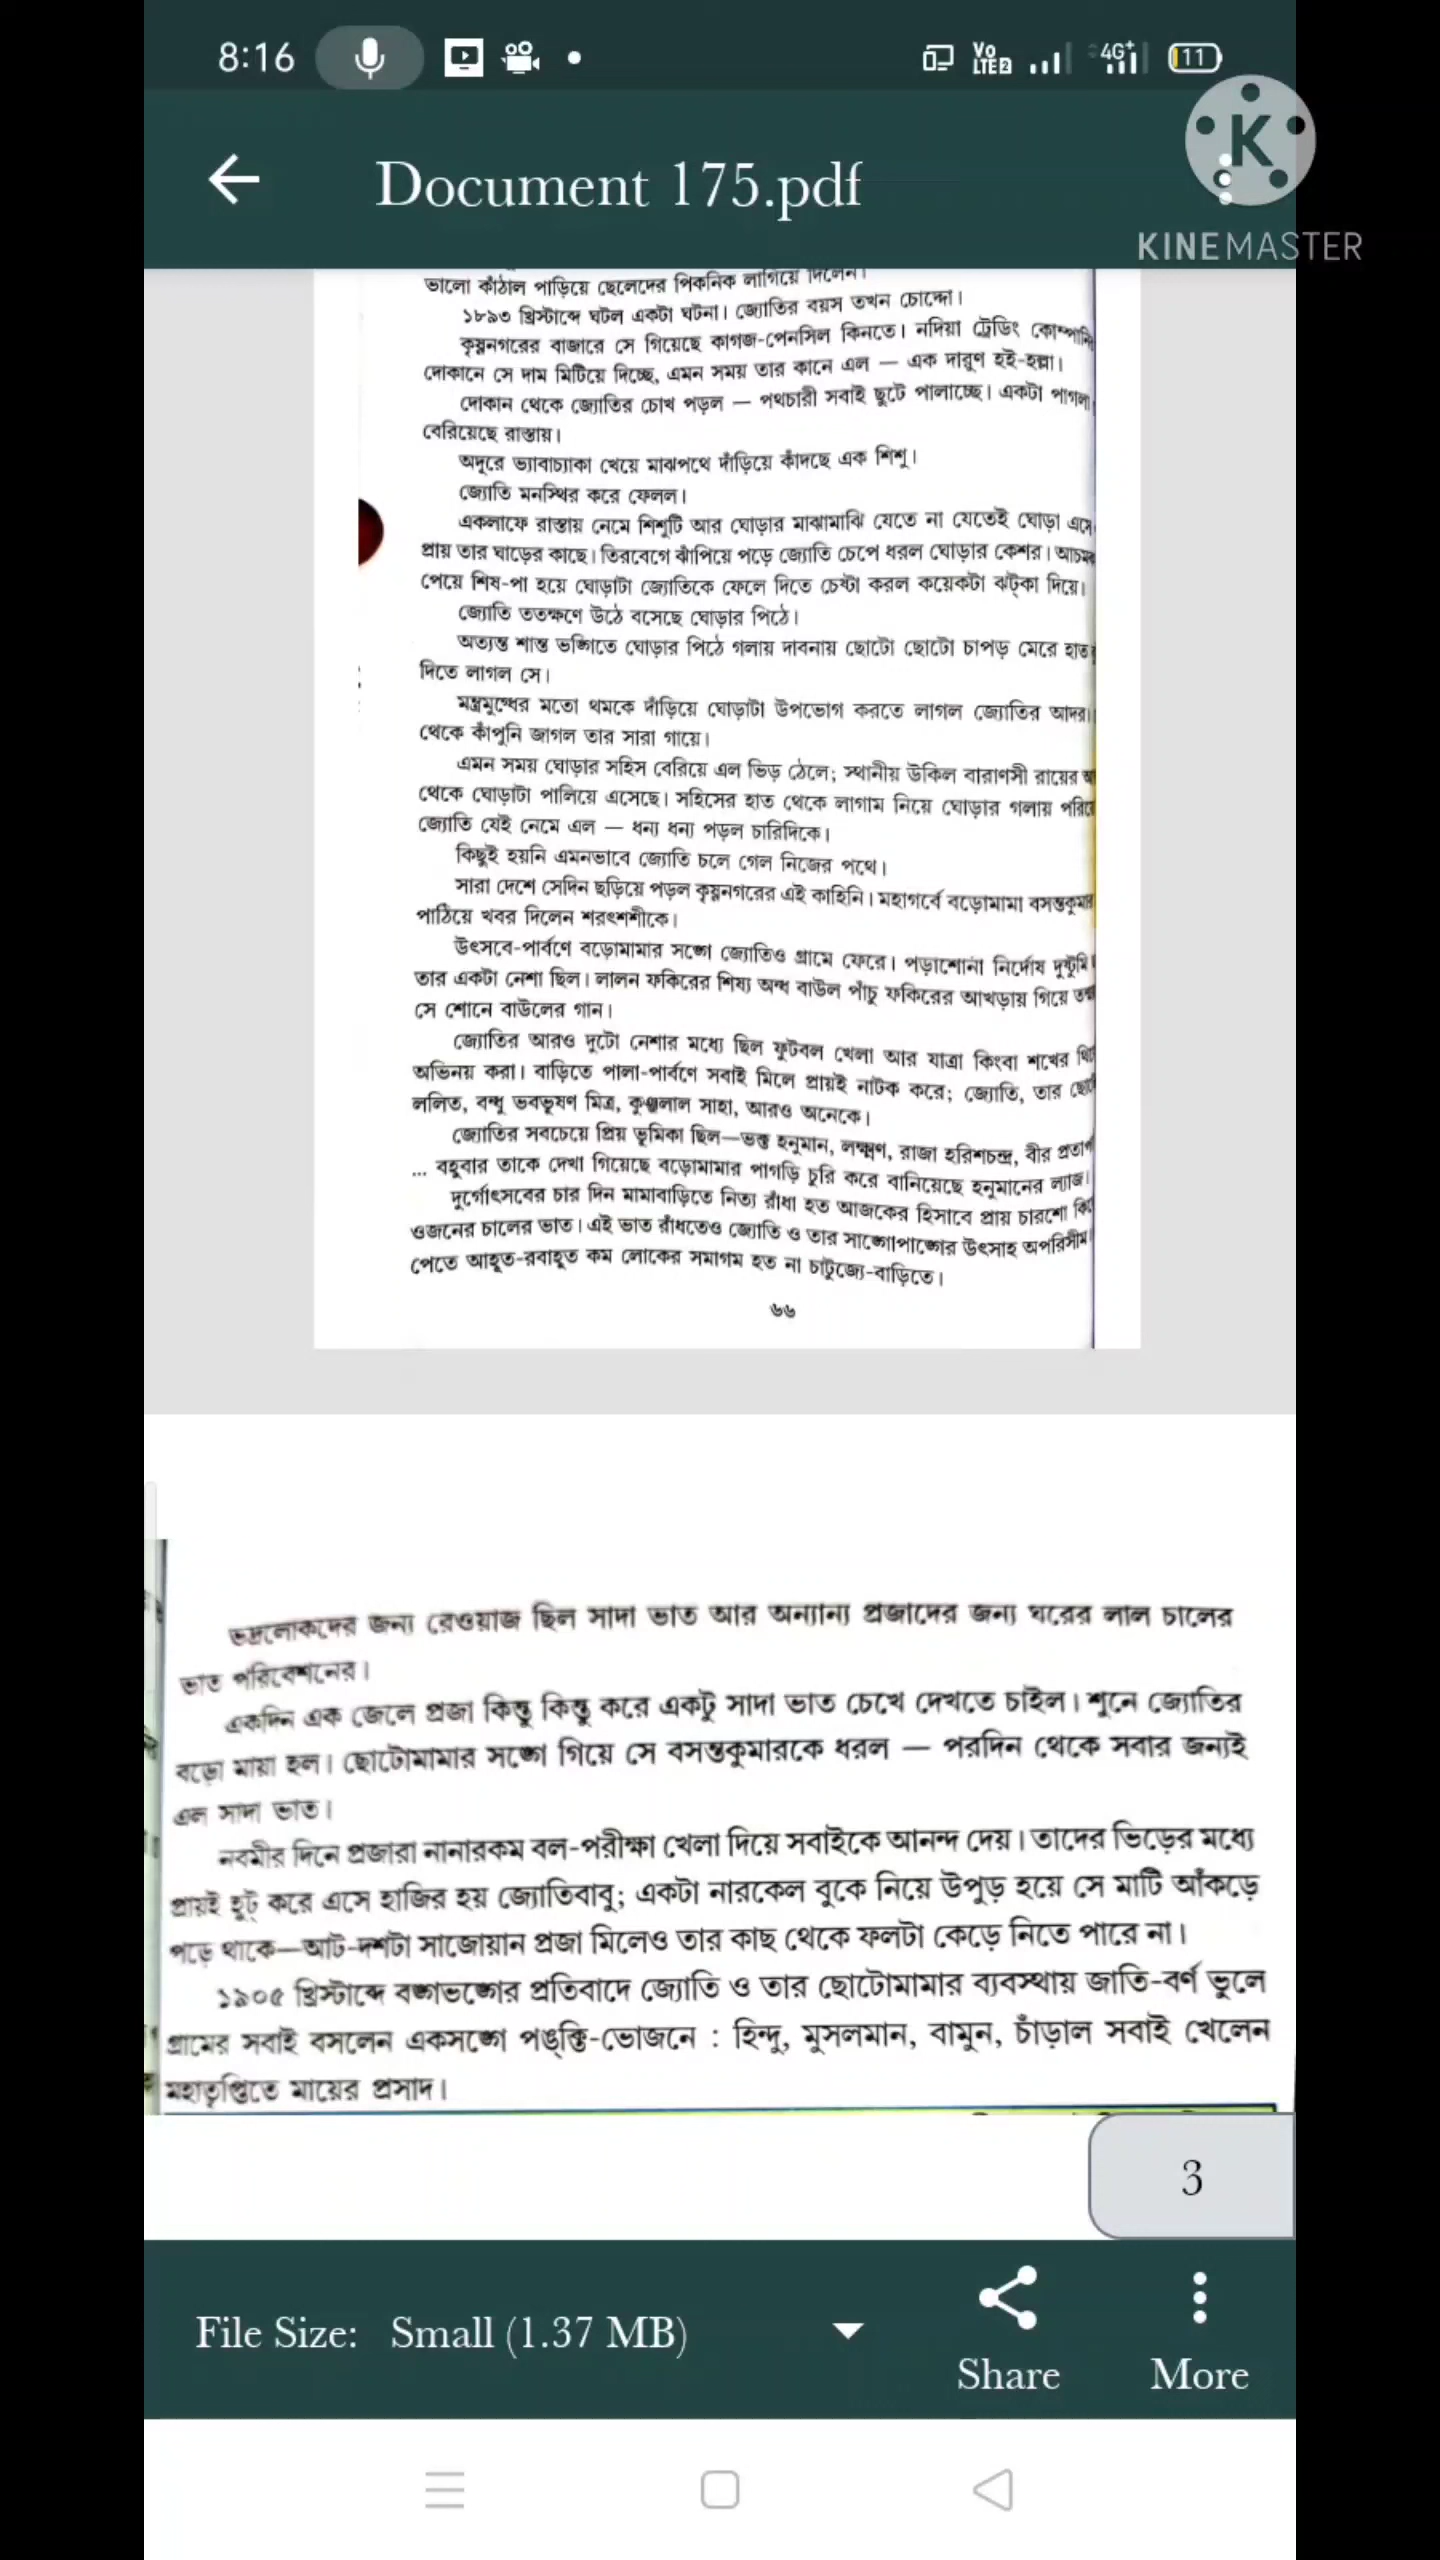 8:16
Vo
LTE2
4G+
11
K
Document 175.pdf
KINEMASTER
ভালো কাঁঠাল পাড়িয়ে ছেলেদের পিকনিক লাগিয়ে দিলেন।
১৮৯৩ খ্রিস্টাব্দে ঘটল একটা ঘটনা। জ্যোতির বয়স তখন চোদ্দো।
কৃষ্ণনগরের বাজারে সে গিয়েছে কাগজ-পেনসিল কিনতে। নদিয়া ট্রেডিং কোম্পানি
দোকানে সে দাম মিটিয়ে দিচ্ছে, এমন সময় তার কানে এল — এক দারুণ হই-হল্লা।
দোকান থেকে জ্যোতির চোখ পড়ল — পথচারী সবাই ছুটে পালাচ্ছে। একটা পাগলা
বেরিয়েছে রাস্তায়।
অদূরে ভ্যাবাচ্যাকা খেয়ে মাঝপথে দাঁড়িয়ে কাঁদছে এক শিশু।
জ্যোতি মনস্থির করে ফেলল।
একলাফে রাস্তায় নেমে শিশুটি আর ঘোড়ার মাঝামাঝি যেতে না যেতেই ঘোড়া এসে
প্রায় তার ঘাড়ের কাছে। তিরবেগে ঝাঁপিয়ে পড়ে জ্যোতি চেপে ধরল ঘোড়ার কেশর।
পেয়ে শিষ-পা হয়ে ঘোড়াটা জ্যোতিকে ফেলে দিতে চেষ্টা করল কয়েকটা ঝট্‌কা দিয়ে।
জ্যোতি ততক্ষণে উঠে বসেছে ঘোড়ার পিঠে।
অত্যন্ত শান্ত ভঙ্গিতে ঘোড়ার পিঠে গলায় দাবনায় ছোটো ছোটো চাপড় মেরে হাত
দিতে লাগল সে।
মন্ত্রমুগ্ধের মতো থমকে দাঁড়িয়ে ঘোড়াটা উপভোগ করতে লাগল জ্যোতির আদর।
থেকে কাঁপুনি জাগল তার সারা গায়ে।
এমন সময় ঘোড়ার সহিস বেরিয়ে এল ভিড় ঠেলে; স্থানীয় উকিল বারাণসী রায়ের
থেকে ঘোড়াটা পালিয়ে এসেছে। সহিসের হাত থেকে লাগাম নিয়ে ঘোড়ার গলায় পরিয়ে
জ্যোতি যেই নেমে এল — ধন্য ধন্য পড়ল চারিদিকে।
কিছুই হয়নি এমনভাবে জ্যোতি চলে গেল নিজের পথে।
সারা দেশে সেদিন ছড়িয়ে পড়ল কৃষ্ণনগরের এই কাহিনি। মহাগর্বে বড়োমামা বসন্তকুমার
পাঠিয়ে খবর দিলেন শরৎশশীকে।
উৎসবে-পার্বণে বড়োমামার সঙ্গে জ্যোতিও গ্রামে ফেরে। পড়াশোনা নির্দোষ দুষ্টুমি
তার একটা নেশা ছিল। লালন ফকিরের শিষ্য অন্ধ বাউল পাঁচু ফকিরের আখড়ায় গিয়ে
সে শোনে বাউলের গান।
জ্যোতির আরও দুটো নেশার মধ্যে ছিল ফুটবল খেলা আর যাত্রা কিংবা শখের থি
অভিনয় করা। বাড়িতে পালা-পার্বণে সবাই মিলে প্রায়ই নাটক করে; জ্যোতি, তার ছো
ললিত, বন্ধু ভবভূষণ মিত্র, কুঞ্জলাল সাহা, আরও অনেকে।
জ্যোতির সবচেয়ে প্রিয় ভূমিকা ছিল—ভক্ত হনুমান, লক্ষ্মণ, রাজা হরিশচন্দ্র, বীর প্রতাপ
... বহুবার তাকে দেখা গিয়েছে বড়োমামার পাগড়ি চুরি করে বানিয়েছে হনুমানের ল্যাজ।
দুর্গোৎসবের চার দিন মামাবাড়িতে নিত্য রাঁধা হত আজকের হিসাবে প্রায় চারশো কি
ওজনের চালের ভাত। এই ভাত রাঁধতেও জ্যোতি ও তার সাঙ্গোপাঙ্গোর উৎসাহ অপরিসীম
পেতে আহূত-রবাহূত কম লোকের সমাগম হত না চাটুজ্যে-বাড়িতে।
৬৬
ভদ্রলোকদের জন্য রেওয়াজ ছিল সাদা ভাত আর অন্যান্য প্রজাদের জন্য ঘরের লাল চালের
ভাত পরিবেশনের।
একদিন এক জেলে প্রজা কিন্তু কিন্তু করে একটু সাদা ভাত চেখে দেখতে চাইল। শুনে জ্যোতির
বড়ো মায়া হল। ছোটোমামার সঙ্গে গিয়ে সে বসন্তকুমারকে ধরল — পরদিন থেকে সবার জন্যই
এল সাদা ভাত।
নবমীর দিনে প্রজারা নানারকম বল-পরীক্ষা খেলা দিয়ে সবাইকে আনন্দ দেয়। তাদের ভিড়ের মধ্যে
প্রায়ই হুট্ করে এসে হাজির হয় জ্যোতিবাবু; একটা নারকেল বুকে নিয়ে উপুড় হয়ে সে মাটি আঁকড়ে
পড়ে থাকে—আট-দশটা সাজোয়ান প্রজা মিলেও তার কাছ থেকে ফলটা কেড়ে নিতে পারে না।
১৯০৫ খ্রিস্টাব্দে বঙ্গভঙ্গের প্রতিবাদে জ্যোতি ও তার ছোটোমামার ব্যবস্থায় জাতি-বর্ণ ভুলে
গ্রামের সবাই বসলেন একসঙ্গে পঙ্‌ক্তি-ভোজনে : হিন্দু, মুসলমান, বামুন, চাঁড়াল সবাই খেলেন
মহাতৃপ্তিতে মায়ের প্রসাদ।
3
File Size: Small (1.37 MB)
Share
More